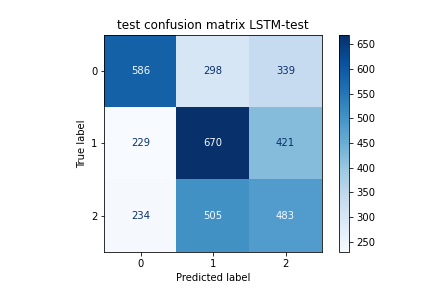 test confusion matrix LSTM-test
True label
0 586 298 339
1 229 670 421
2 234 505 483
0 1 2
Predicted label
650
600
550
500
450
400
350
300
250